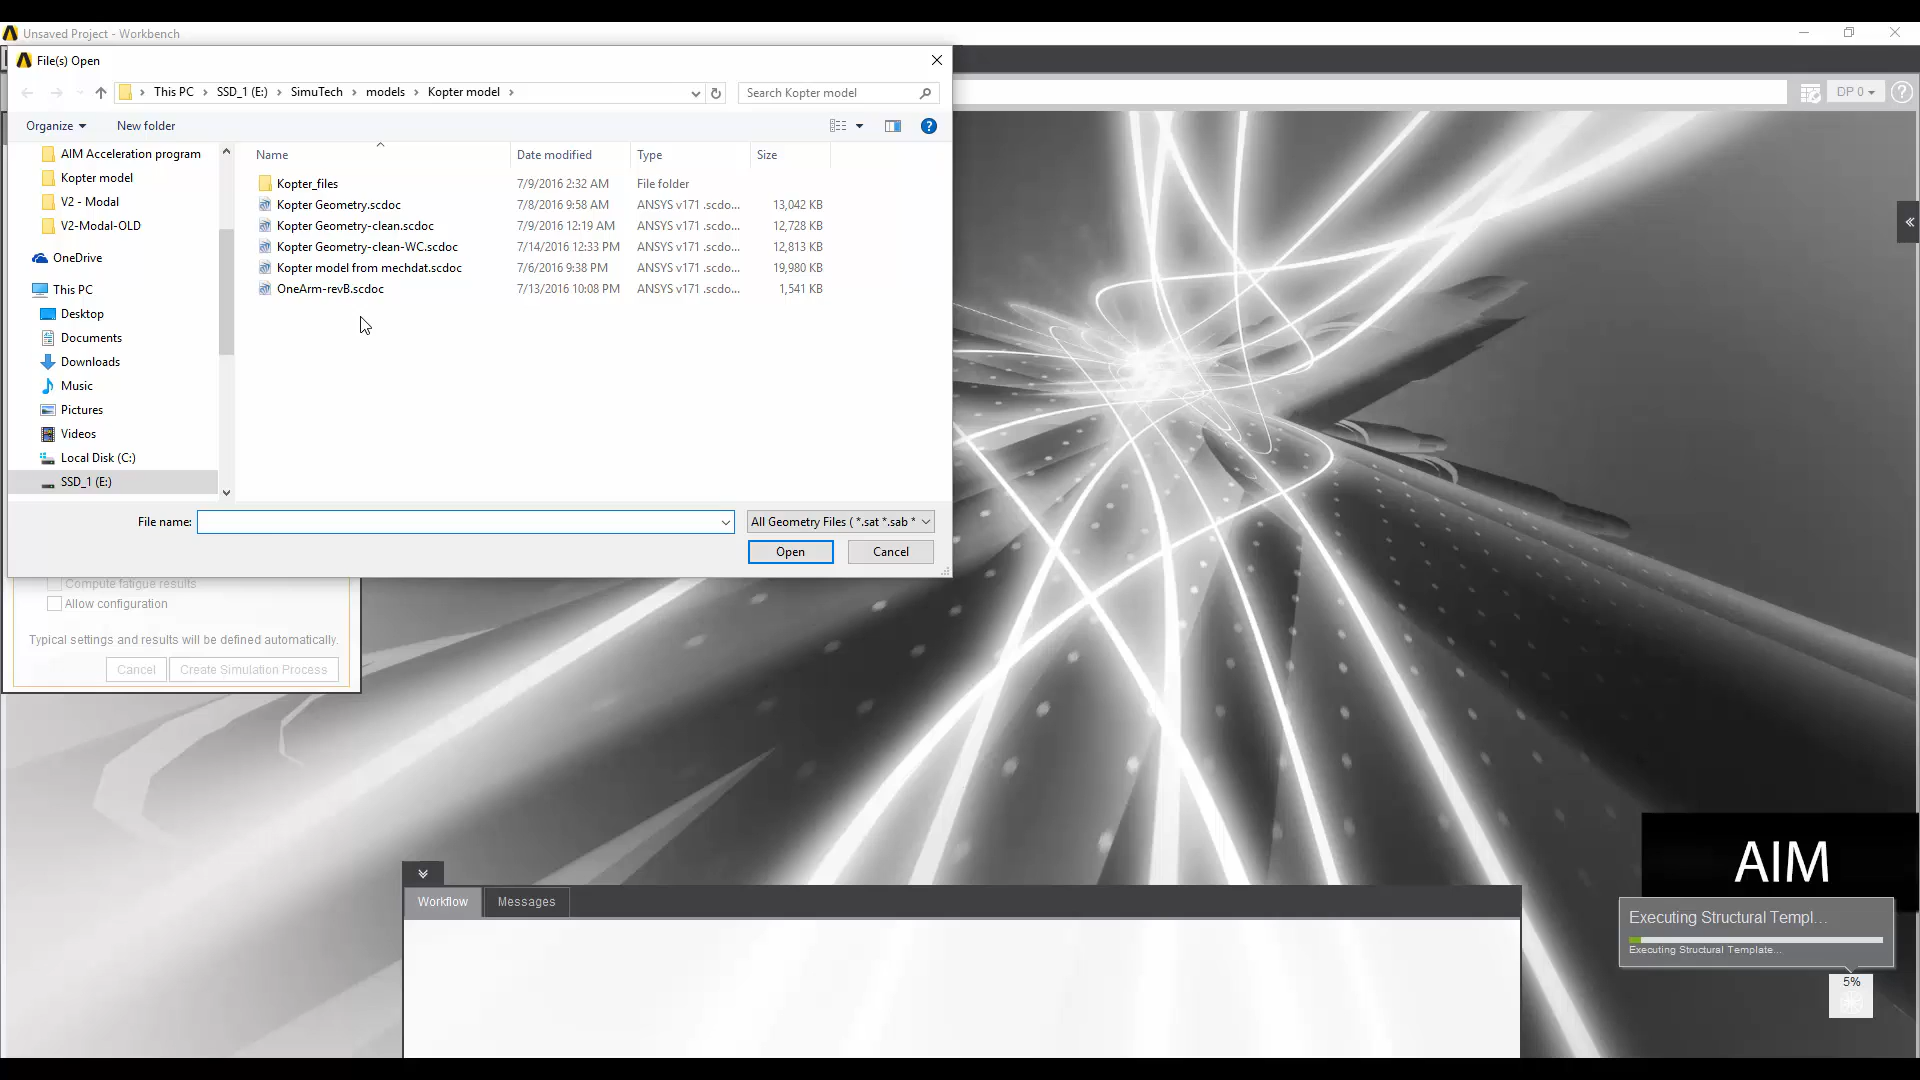 Unsaved Project - Workbench
File(s) Open
This PC > SSD_1 (E:) > SimuTech > models > Kopter model >
Search Kopter model
DP 0
Organize
New folder
AIM Acceleration program
Kopter model
V2 - Modal
V2-Modal-OLD
OneDrive
This PC
Desktop
Documents
Downloads
Music
Pictures
Videos
Local Disk (C:)
SSD_1 (E:)
Name Date modified Type Size
Kopter_files 7/9/2016 2:32 AM File folder
Kopter Geometry.scdoc 7/8/2016 9:58 AM ANSYS v171 .scdo... 13,042 KB
Kopter Geometry-clean.scdoc 7/9/2016 12:19 AM ANSYS v171 .scdo... 12,728 KB
Kopter Geometry-clean-WC.scdoc 7/14/2016 12:33 PM ANSYS v171 .scdo... 12,813 KB
Kopter model from mechdat.scdoc 7/6/2016 9:38 PM ANSYS v171 .scdo... 19,980 KB
OneArm-revB.scdoc 7/13/2016 10:08 PM ANSYS v171 .scdo... 1,541 KB
File name:
All Geometry Files ( *.sat *.sab *
Open
Cancel
Compute fatigue results
Allow configuration
Typical settings and results will be defined automatically.
Cancel
Create Simulation Process
Workflow
Messages
AIM
Executing Structural Templ...
Executing Structural Template...
5%